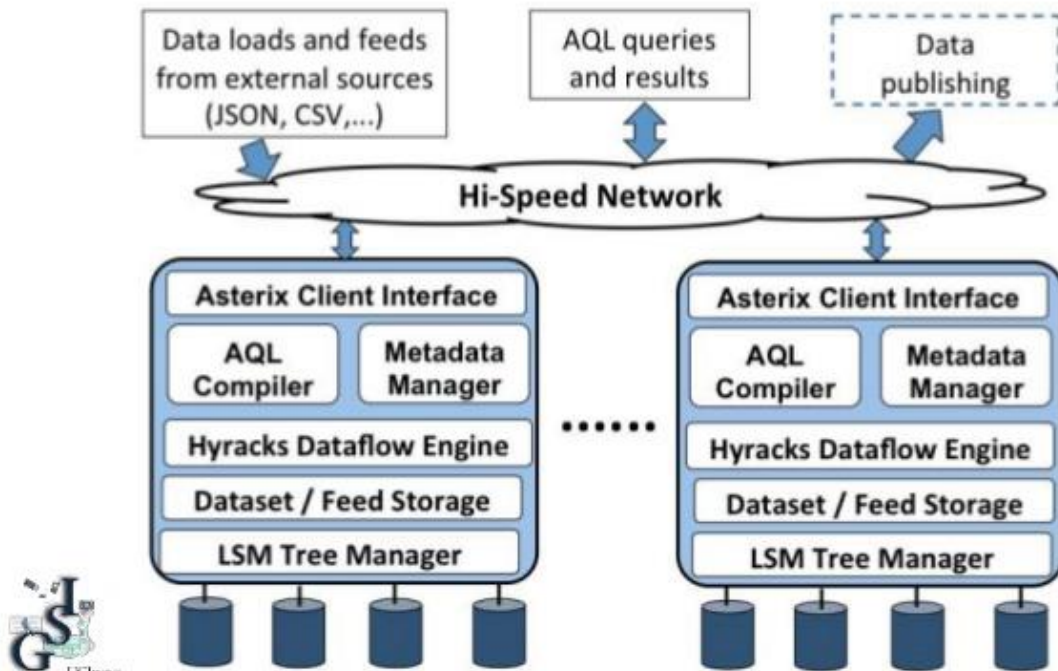 Data loads and feeds
from external sources
(JSON, CSV,...)
AQL queries
and results
Data
publishing
Hi-Speed Network
Asterix Client Interface
AQL
Compiler
Metadata
Manager
Hyracks Dataflow Engine
Dataset / Feed Storage
LSM Tree Manager
......
Asterix Client Interface
AQL
Compiler
Metadata
Manager
Hyracks Dataflow Engine
Dataset / Feed Storage
LSM Tree Manager
ISG